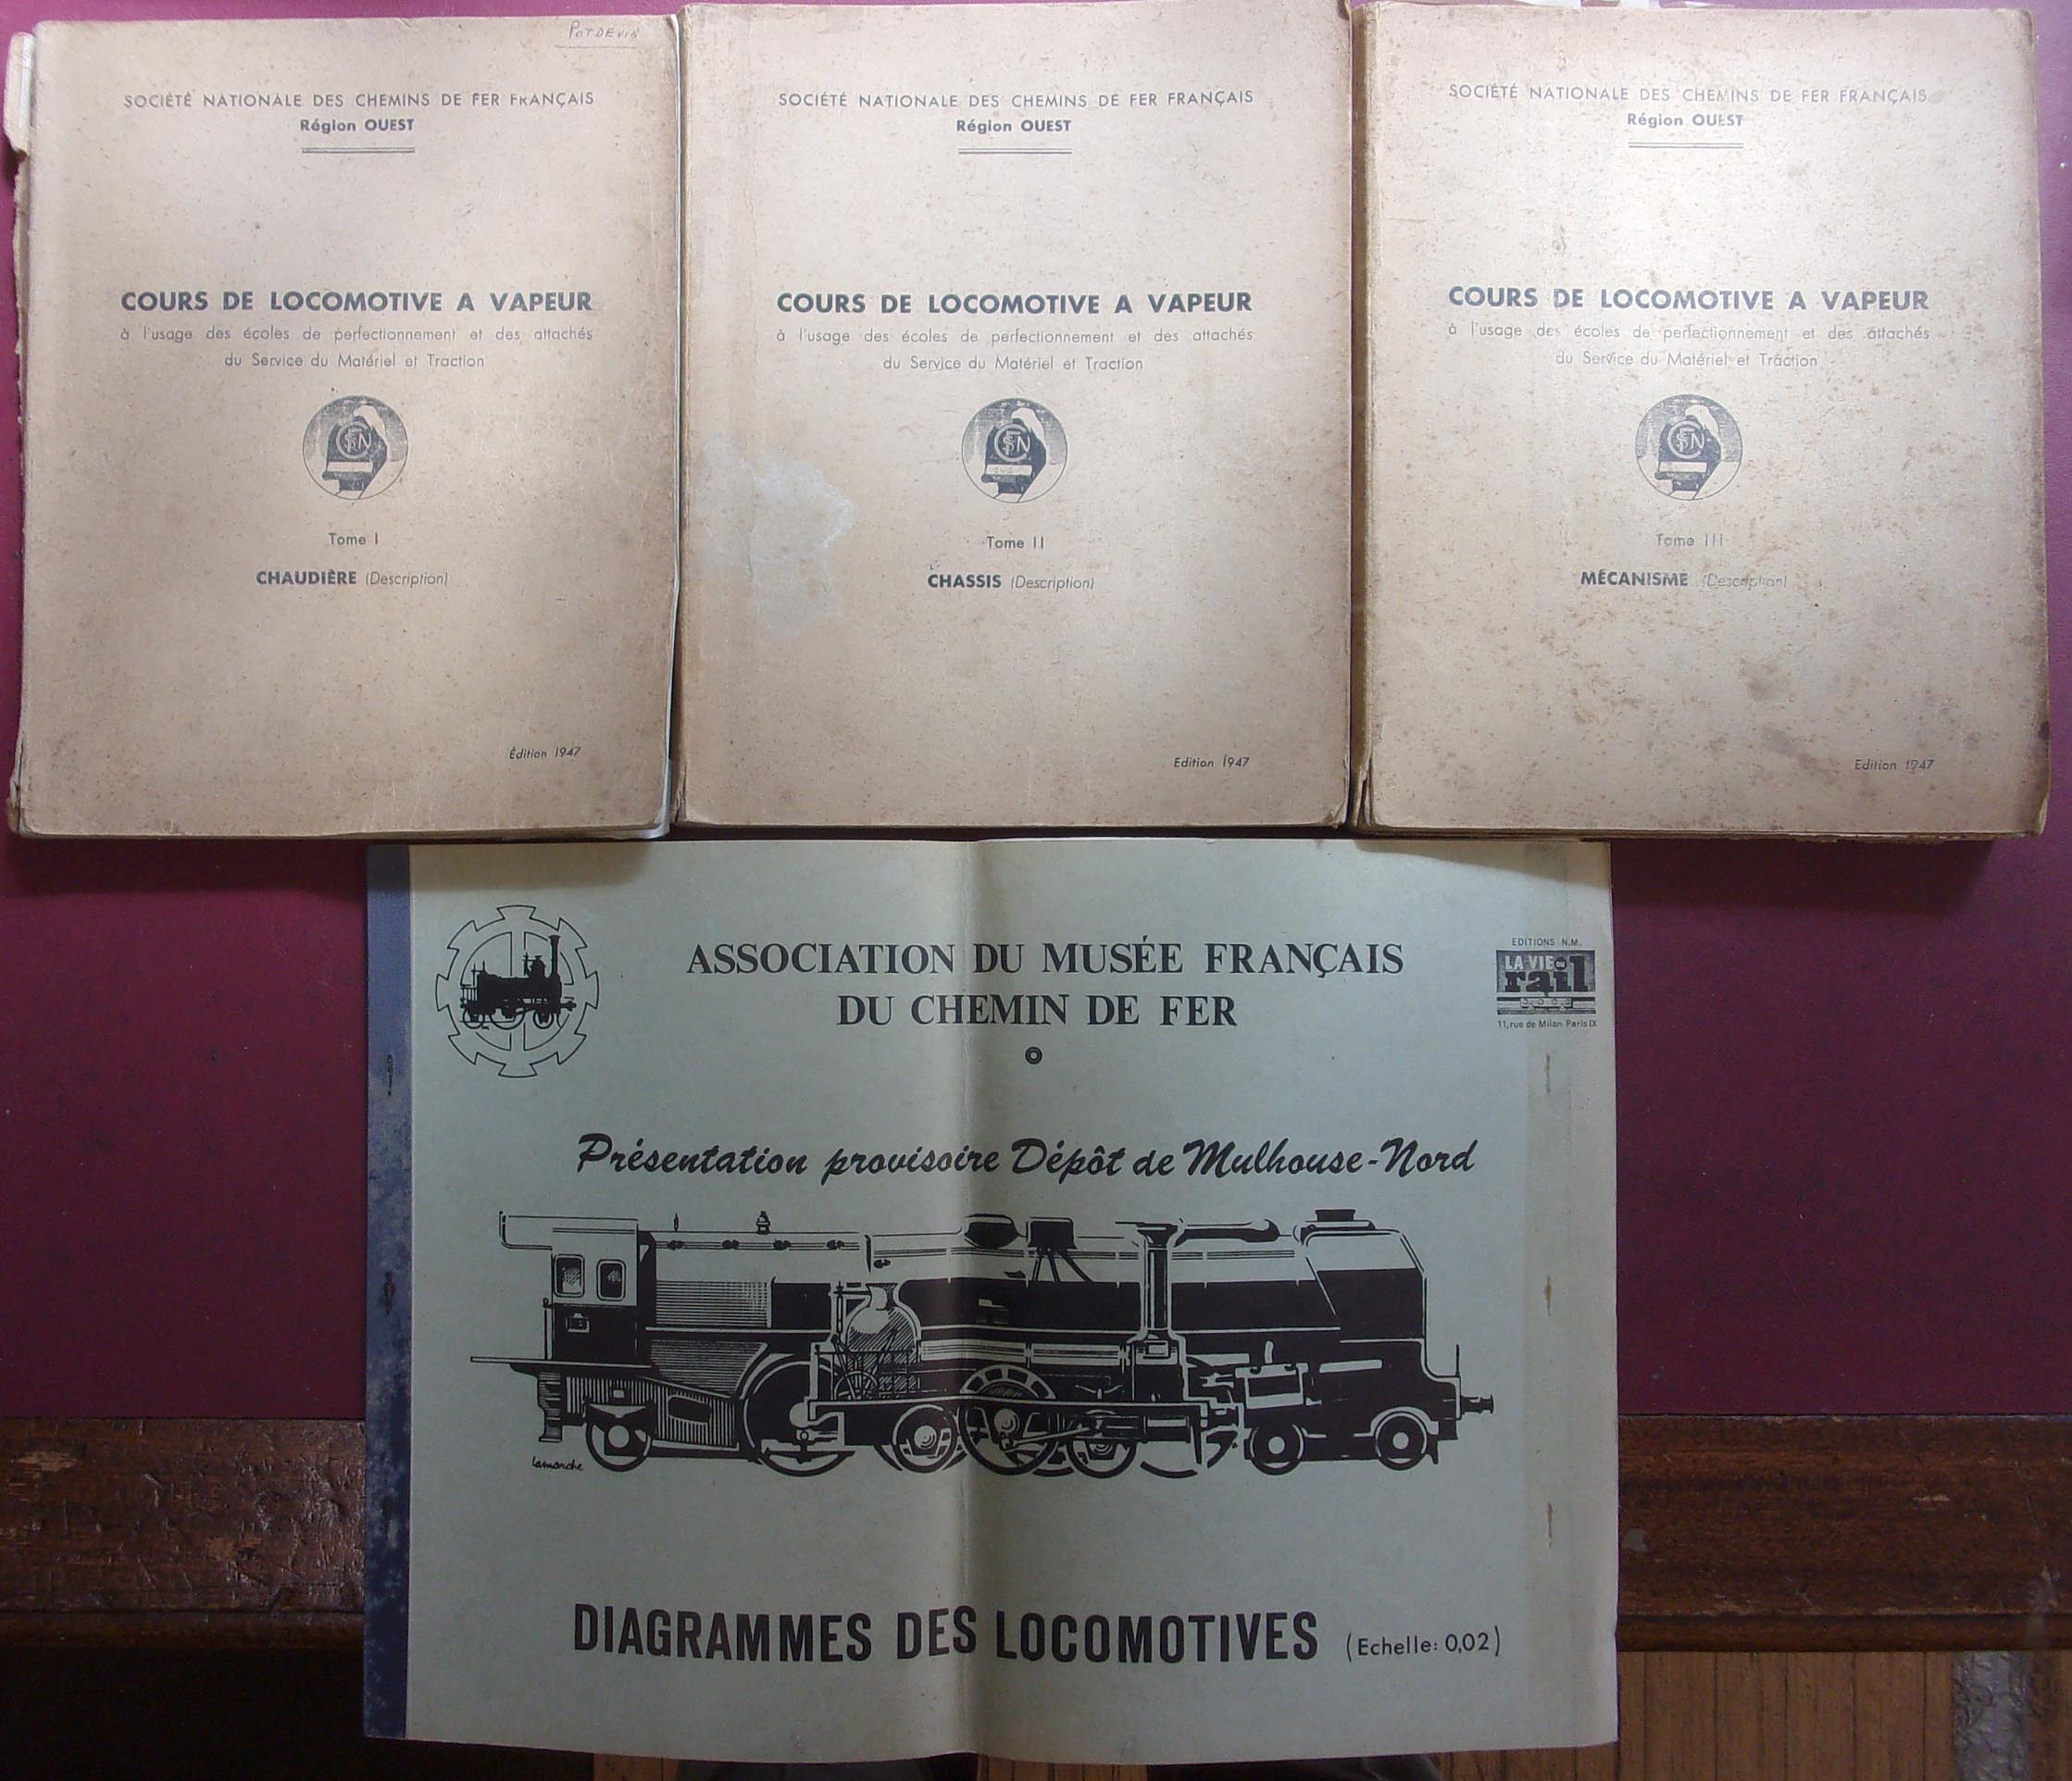 POTDEVIN
SOCIÉTÉ NATIONALE DES CHEMINS DE FER FRANÇAIS
Région OUEST
COURS DE LOCOMOTIVE A VAPEUR
à l'usage des écoles de perfectionnement et des attachés
du Service du Matériel et Traction
SNCF
Tome I
CHAUDIÈRE (Description)
Édition 1947
SOCIÉTÉ NATIONALE DES CHEMINS DE FER FRANÇAIS
Région OUEST
COURS DE LOCOMOTIVE A VAPEUR
à l'usage des écoles de perfectionnement et des attachés
du Service du Matériel et Traction
SNCF
Tome II
CHASSIS (Description)
Edition 1947
SOCIÉTÉ NATIONALE DES CHEMINS DE FER FRANÇAIS
Région OUEST
COURS DE LOCOMOTIVE A VAPEUR
à l'usage des écoles de perfectionnement et des attachés
du Service du Matériel et Traction
SNCF
Tome III
MÉCANISME (Description)
Edition 1947
ASSOCIATION DU MUSÉE FRANÇAIS
DU CHEMIN DE FER
EDITIONS N.M.
LA VIE DU
rail
11, rue de Milan Paris IX
Présentation provisoire Dépôt de Mulhouse-Nord
Lamarche
DIAGRAMMES DES LOCOMOTIVES (Echelle: 0,02)